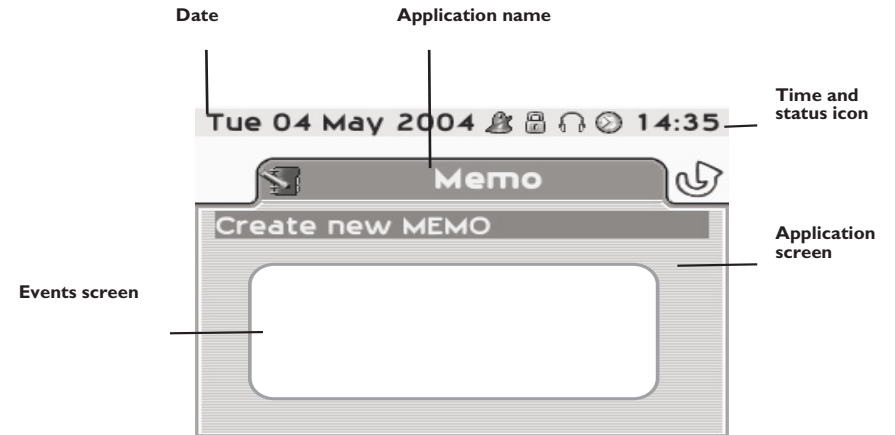 Date
Application name
Time and
status icon
Tue 04 May 2004 14:35
Memo
Create new MEMO
Application
screen
Events screen